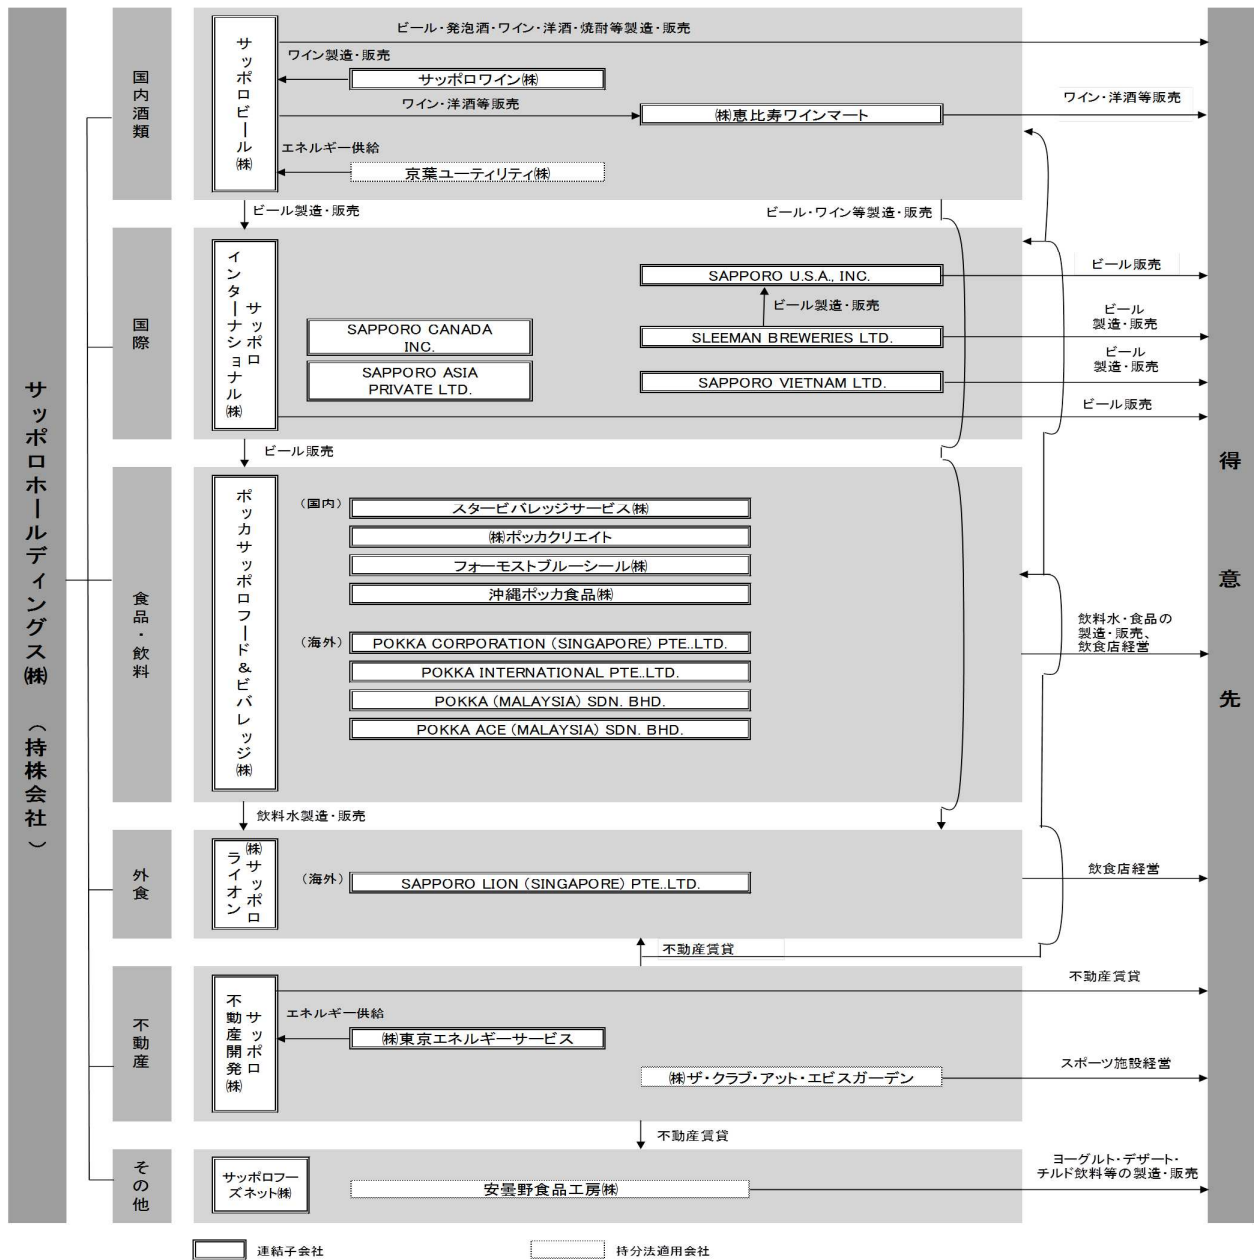 サッポロホールディングス㈱　（持株会社）
国内酒類
サッポロビール㈱
ビール・発泡酒・ワイン・洋酒・焼酎等製造・販売
ワイン製造・販売
サッポロワイン㈱
ワイン・洋酒等販売
㈱恵比寿ワインマート
ワイン・洋酒等販売
エネルギー供給
京葉ユーティリティ㈱
ビール製造・販売
ビール・ワイン等製造・販売
国際
サッポロ
インターナショナル㈱
SAPPORO U.S.A., INC.
ビール販売
ビール製造・販売
SAPPORO CANADA
INC.
SLEEMAN BREWERIES LTD.
ビール
製造・販売
SAPPORO ASIA
PRIVATE LTD.
SAPPORO VIETNAM LTD.
ビール
製造・販売
ビール販売
ビール販売
食品・飲料
ポッカサッポロフード&ビバレッジ㈱
（国内）
スタービバレッジサービス㈱
㈱ポッカクリエイト
フォーモストブルーシール㈱
沖縄ポッカ食品㈱
（海外）
POKKA CORPORATION (SINGAPORE) PTE.LTD.
POKKA INTERNATIONAL PTE.LTD.
POKKA (MALAYSIA) SDN. BHD.
POKKA ACE (MALAYSIA) SDN. BHD.
飲料水・食品の
製造・販売、
飲食店経営
飲料水製造・販売
外食
㈱サッポロ
ライオン
（海外）
SAPPORO LION (SINGAPORE) PTE.LTD.
飲食店経営
不動産賃貸
不動産
サッポロ
不動産開発㈱
不動産賃貸
エネルギー供給
㈱東京エネルギーサービス
㈱ザ・クラブ・アット・エビスガーデン
スポーツ施設経営
不動産賃貸
その他
サッポロフー
ズネット㈱
安曇野食品工房㈱
ヨーグルト・デザート・
チルド飲料等の製造・販売
得意先
連結子会社
持分法適用会社